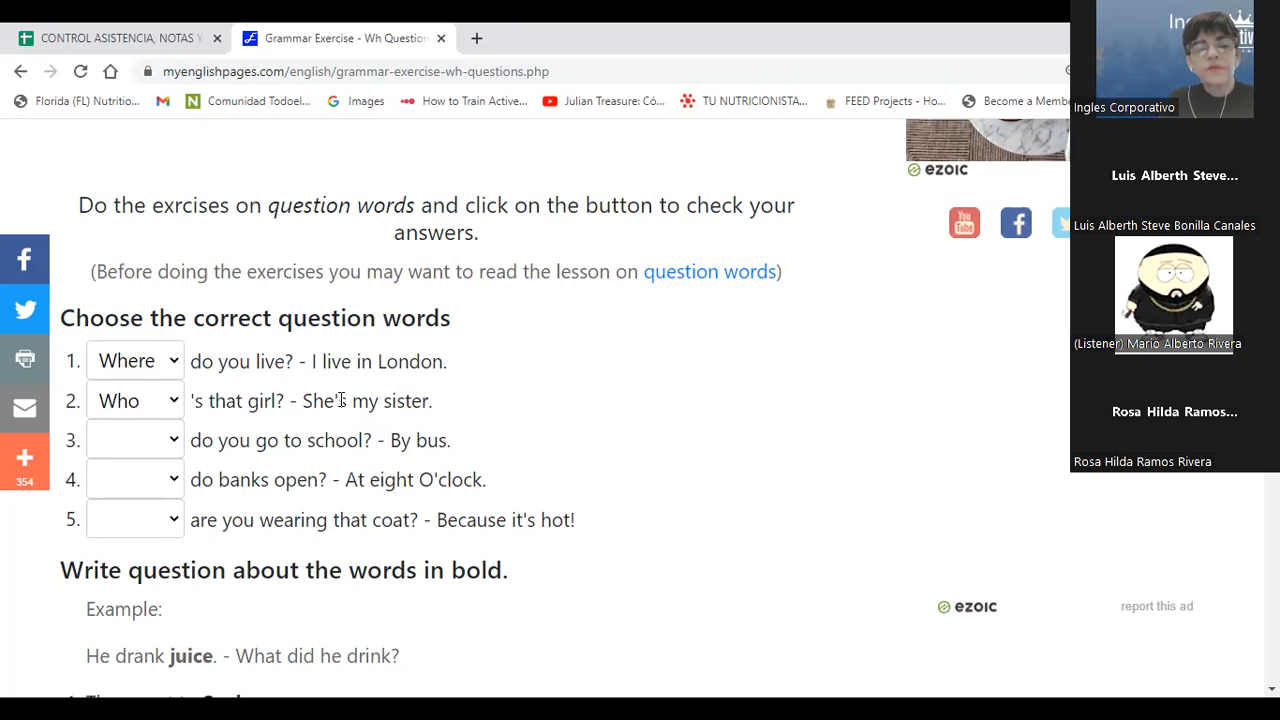 CONTROL ASISTENCIA, NOTAS Y
Grammar Exercise - Wh Question
myenglishpages.com/english/grammar-exercise-wh-questions.php
Florida (FL) Nutritio...
Comunidad Todoel...
Images
How to Train Active...
Julian Treasure: Có...
TU NUTRICIONISTA...
FEED Projects - Ho...
Become a Membe
Ingles Corporativo
Luis Alberth Steve...
Luis Alberth Steve Bonilla Canales
(Listener) Mario Alberto Rivera
Rosa Hilda Ramos...
Rosa Hilda Ramos Rivera
ezoic
You
Tube
Do the exrcises on question words and click on the button to check your
answers.
(Before doing the exercises you may want to read the lesson on question words)
Choose the correct question words
1. Where do you live? - I live in London.
2. Who 's that girl? - She's my sister.
3. do you go to school? - By bus.
4. do banks open? - At eight O'clock.
5. are you wearing that coat? - Because it's hot!
354
Write question about the words in bold.
Example:
He drank juice. - What did he drink?
ezoic
report this ad